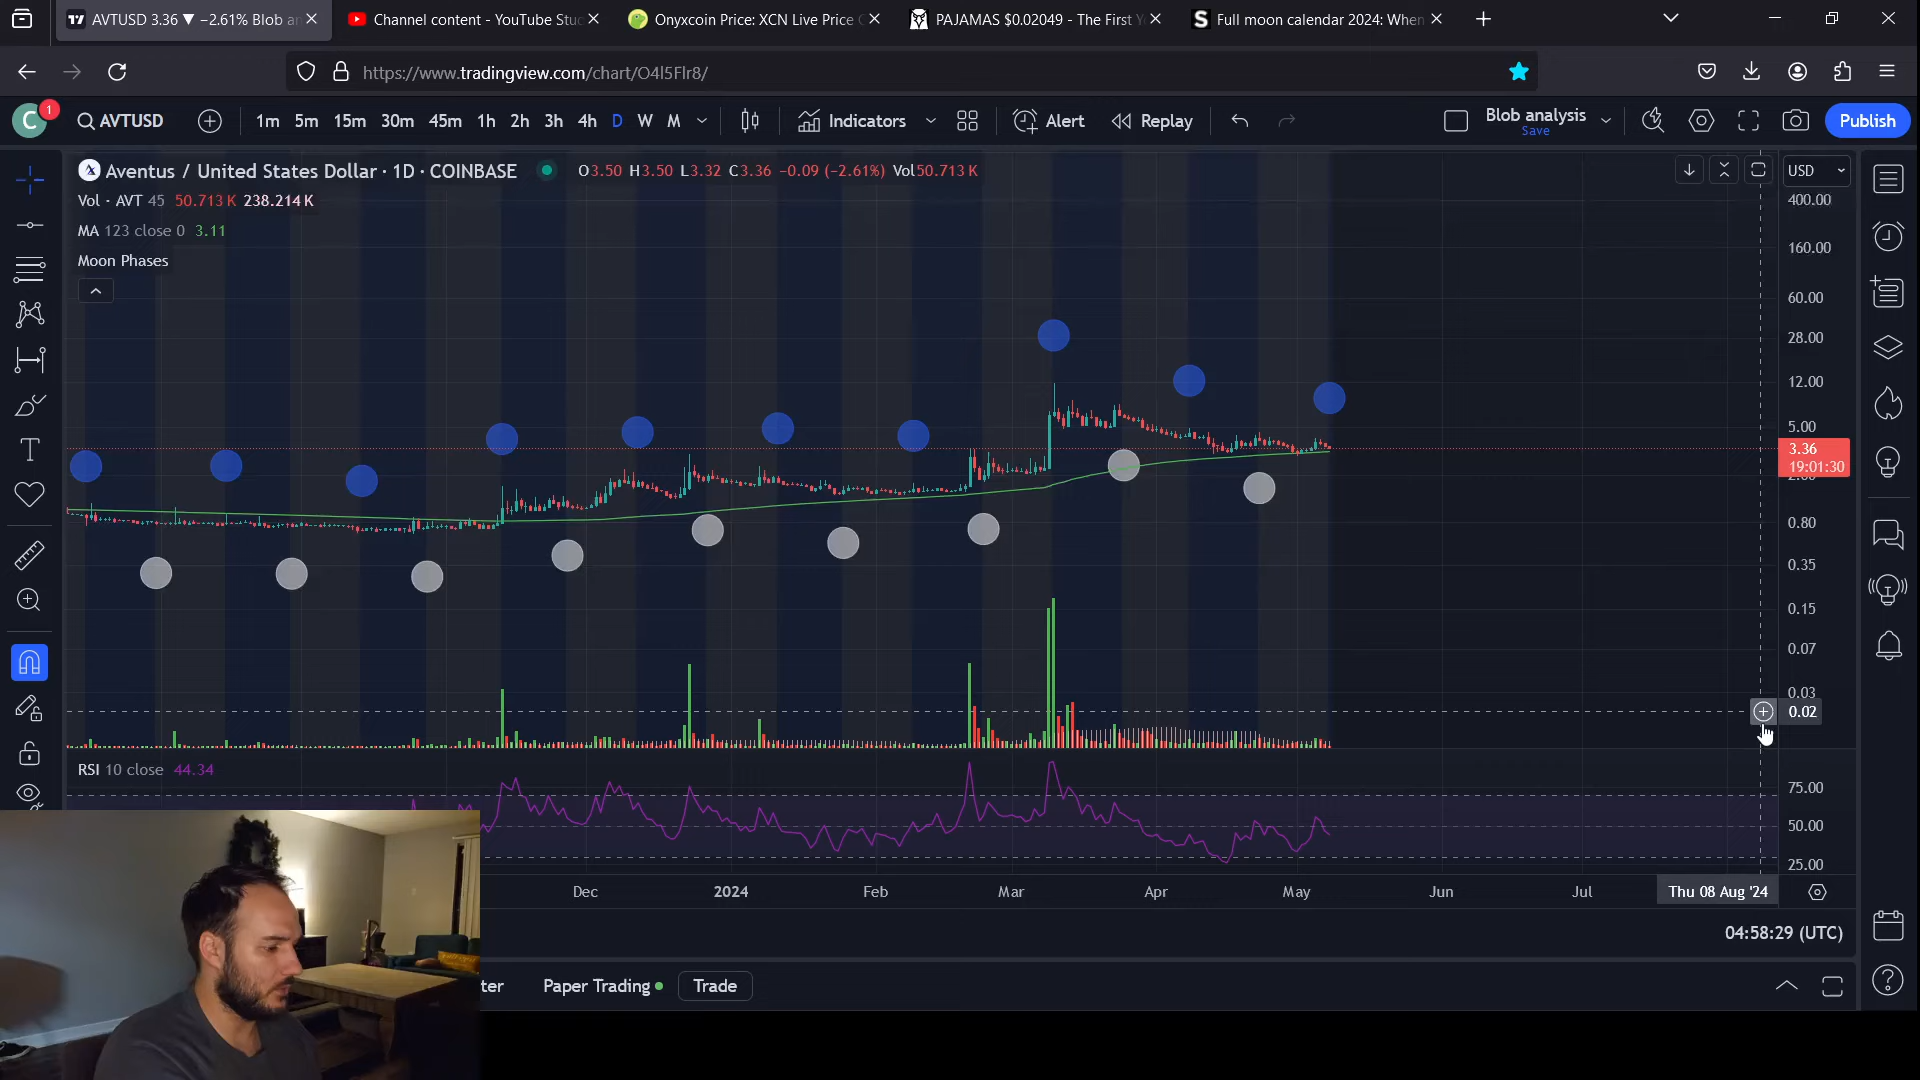 AVTUSD 3.36 ▼ −2.61% Blob an
Channel content - YouTube Stu
Onyxcoin Price: XCN Live Price
PAJAMAS $0.02049 - The First Y
Full moon calendar 2024: When
https://www.tradingview.com/chart/O4l5FIr8/
C 1
AVTUSD
1m 5m 15m 30m 45m 1h 2h 3h 4h D W M
Indicators
Alert
Replay
Blob analysis
Save
Publish
Aventus / United States Dollar · 1D · COINBASE
O3.50 H3.50 L3.32 C3.36 −0.09 (−2.61%) Vol50.713 K
Vol · AVT 45 50.713 K 238.214 K
MA 123 close 0 3.11
Moon Phases
USD
400.00
160.00
60.00
28.00
12.00
5.00
3.36
19:01:30
0.80
0.35
0.15
0.07
0.03
0.02
RSI 10 close 44.34
75.00
50.00
25.00
Dec 2024 Feb Mar Apr May Jun Jul Thu 08 Aug '24
04:58:29 (UTC)
ter
Paper Trading
Trade